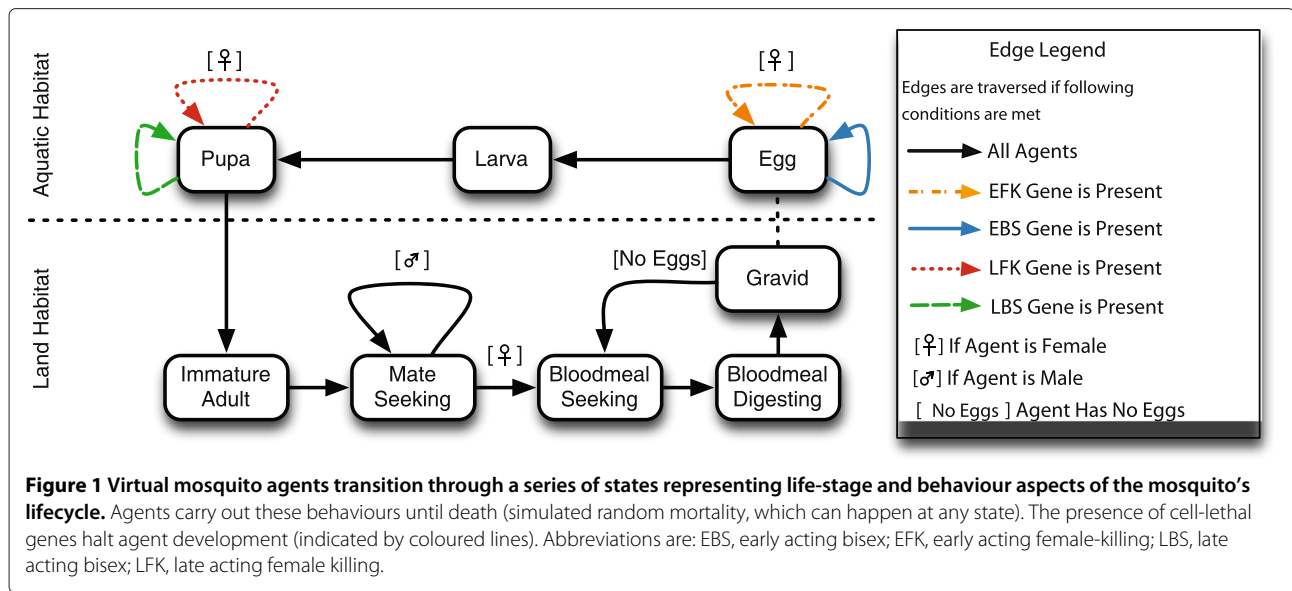 Aquatic Habitat
[♀]
[♀]
Pupa
Larva
Egg
Land Habitat
[♂]
[No Eggs]
Gravid
[♀]
Immature
Adult
Mate
Seeking
Bloodmeal
Seeking
Bloodmeal
Digesting
Edge Legend
Edges are traversed if following
conditions are met
All Agents
EFK Gene is Present
EBS Gene is Present
LFK Gene is Present
LBS Gene is Present
[♀] If Agent is Female
[♂] If Agent is Male
[ No Eggs ] Agent Has No Eggs
Figure 1 Virtual mosquito agents transition through a series of states representing life-stage and behaviour aspects of the mosquito's
lifecycle. Agents carry out these behaviours until death (simulated random mortality, which can happen at any state). The presence of cell-lethal
genes halt agent development (indicated by coloured lines). Abbreviations are: EBS, early acting bisex; EFK, early acting female-killing; LBS, late
acting bisex; LFK, late acting female killing.